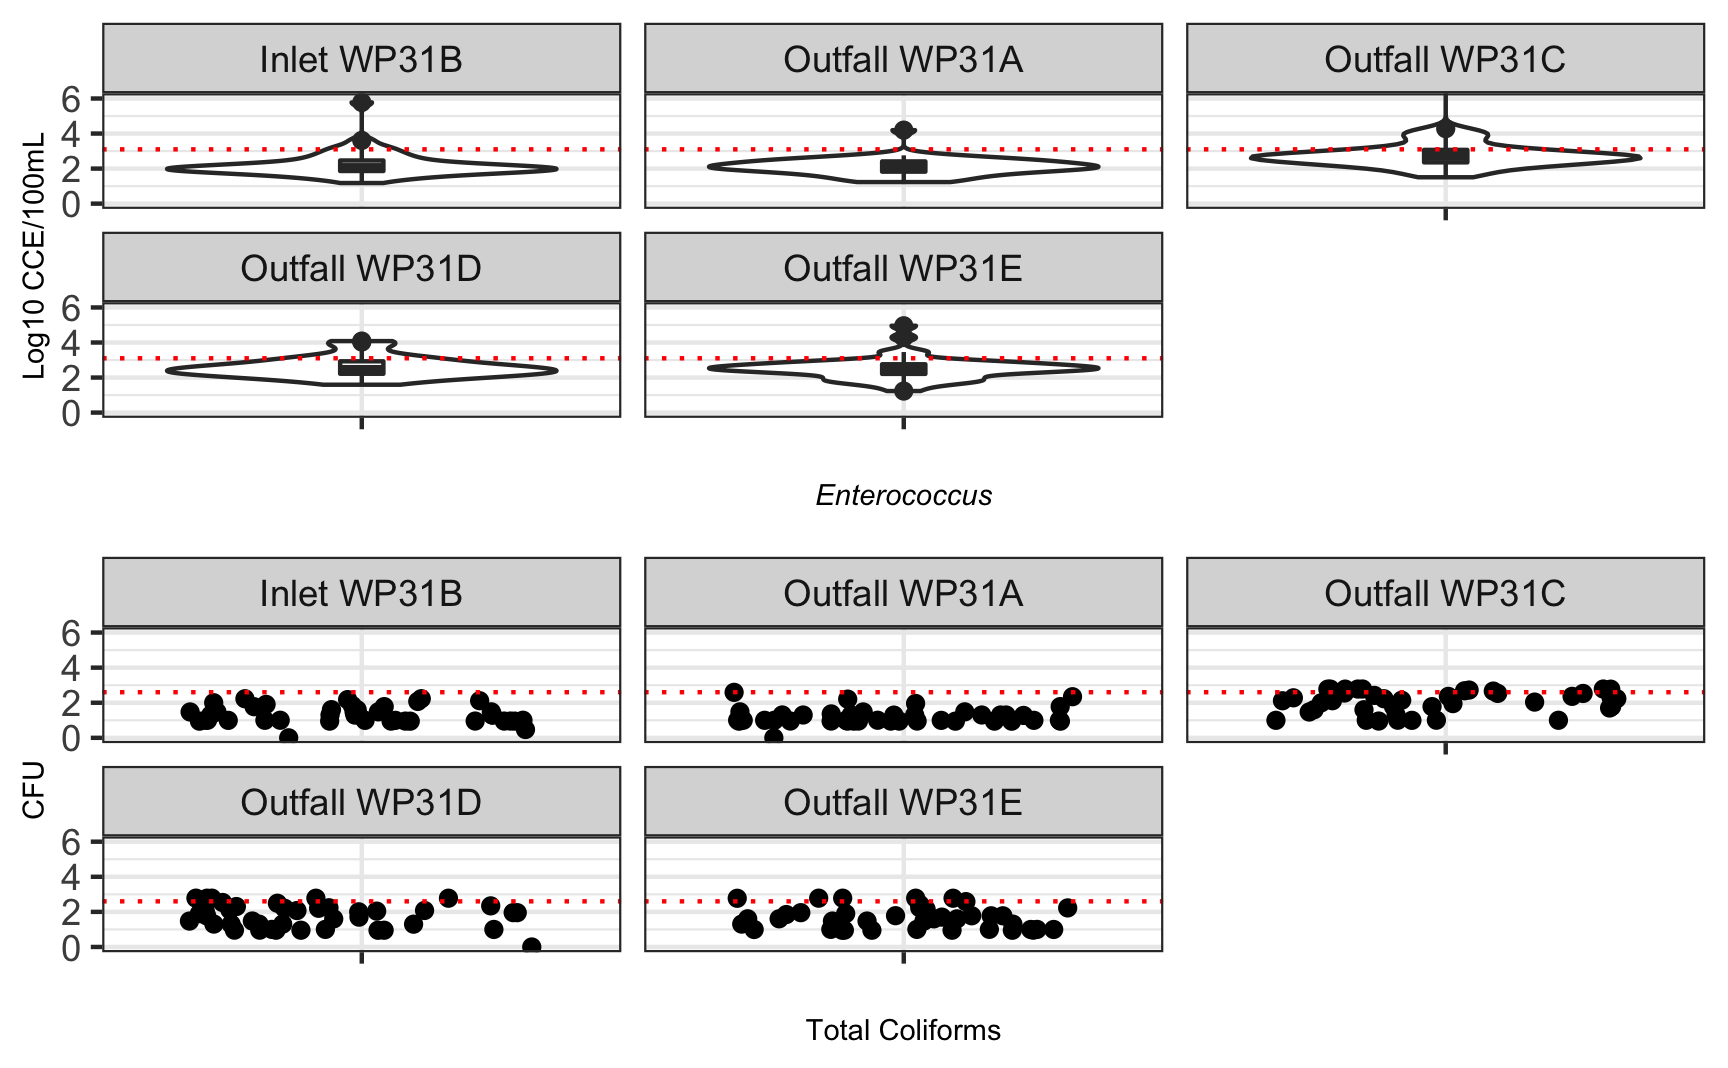 Inlet WP31B
Outfall WP31A
Outfall WP31C
6
4
2
0
Outfall WP31D
Outfall WP31E
6
4
2
0
Log10 CCE/100mL
Enterococcus
Inlet WP31B
Outfall WP31A
Outfall WP31C
6
4
2
0
Outfall WP31D
Outfall WP31E
6
4
2
0
CFU
Total Coliforms